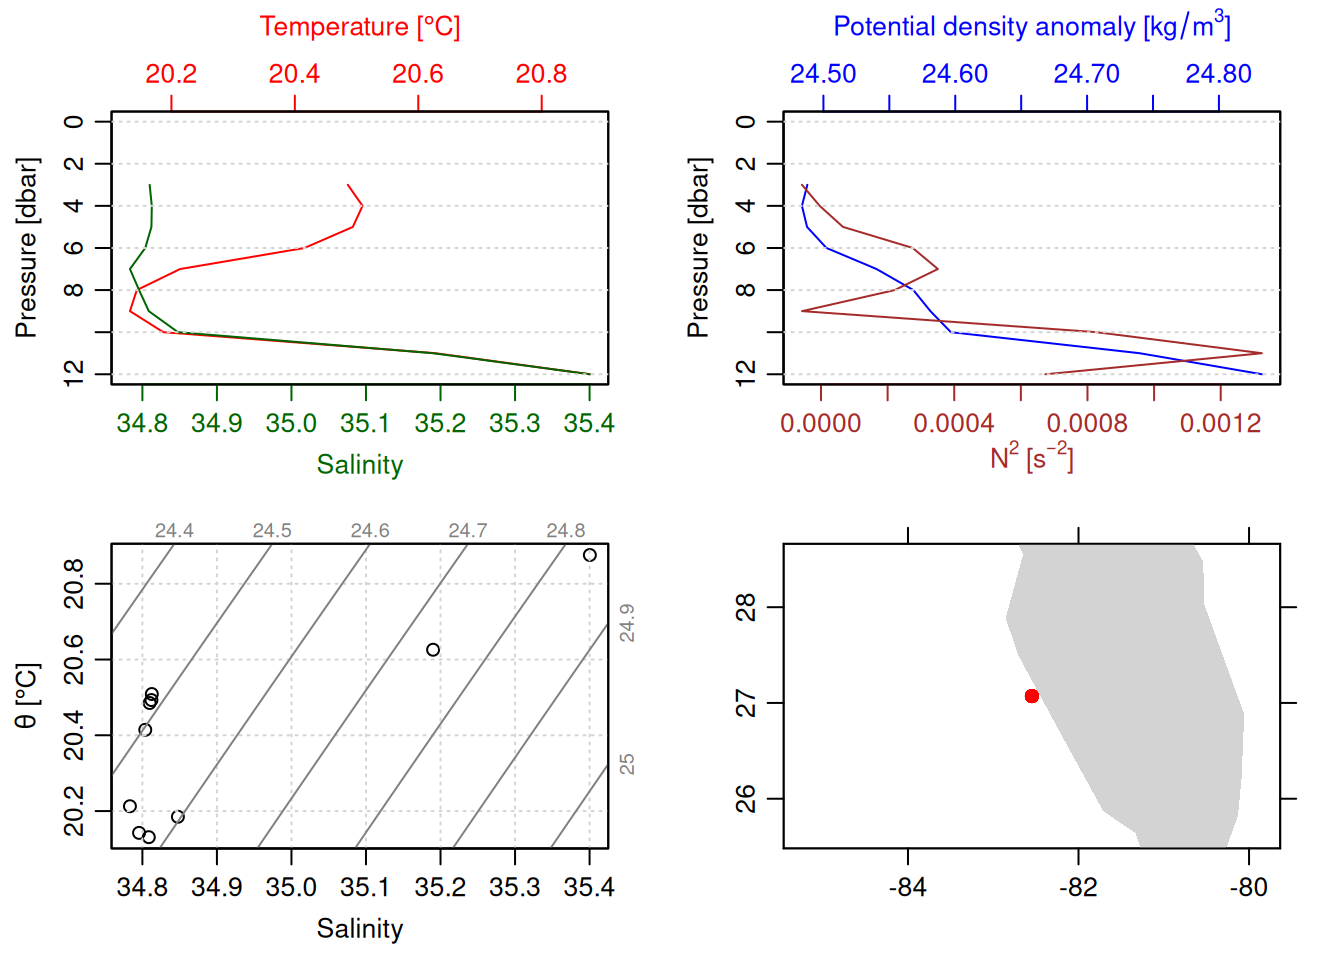 Temperature [°C]
20.2 20.4 20.6 20.8
Pressure [dbar]
0 2 4 6 8 12
34.8 34.9 35.0 35.1 35.2 35.3 35.4
Salinity
Potential density anomaly [kg/m³]
24.50 24.60 24.70 24.80
Pressure [dbar]
0 2 4 6 8 12
0.0000 0.0004 0.0008 0.0012
N² [s⁻²]
24.4 24.5 24.6 24.7 24.8
24.9
25
θ [°C]
20.8 20.6 20.4 20.2
34.8 34.9 35.0 35.1 35.2 35.3 35.4
Salinity
28 27 26
-84 -82 -80